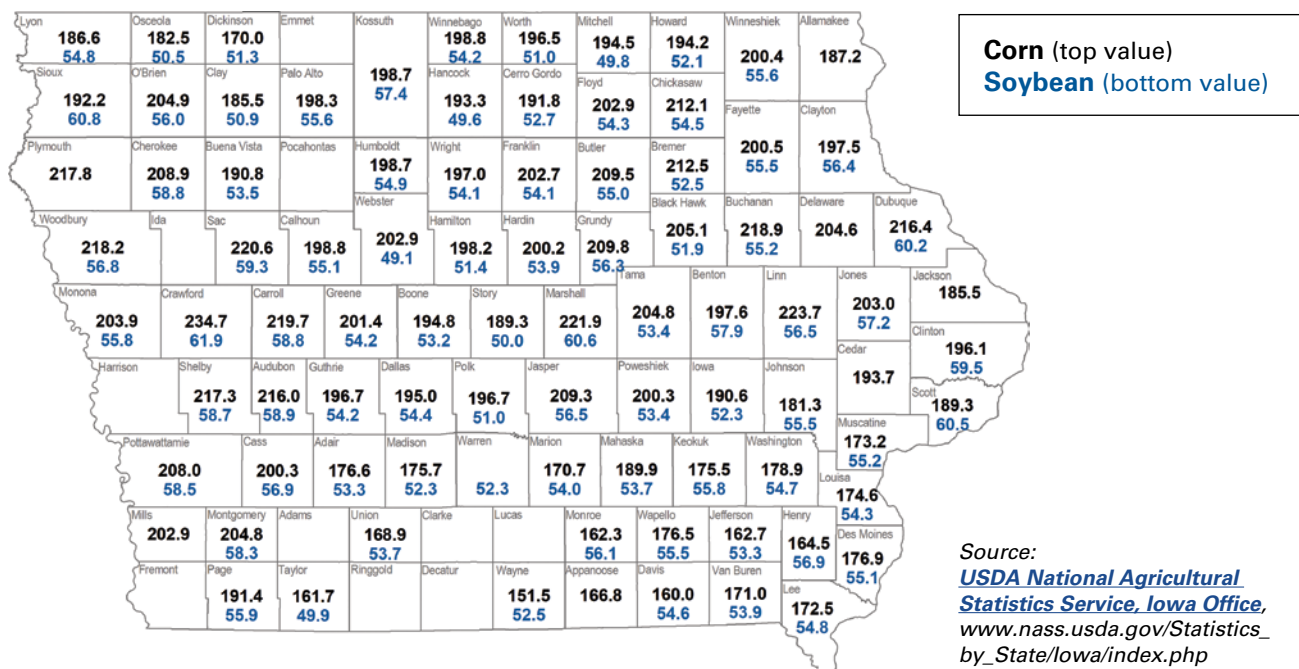 Lyon Osceola Dickinson Emmet Kossuth Winnebago Worth Mitchell Howard Winneshiek Allamakee
186.6 182.5 170.0 198.8 196.5 194.5 194.2 200.4 187.2
54.8 50.5 51.3 54.2 51.0 49.8 52.1 55.6
Corn (top value)
Soybean (bottom value)
Sioux O'Brien Clay Palo Alto Hancock Cerro Gordo Floyd Chickasaw
192.2 204.9 185.5 198.3 198.7 193.3 191.8 202.9 212.1
60.8 56.0 50.9 55.6 57.4 49.6 52.7 54.3 54.5
Fayette Clayton
200.5 197.5
55.5 56.4
Plymouth Cherokee Buena Vista Pocahontas Humboldt Wright Franklin Butler Bremer
217.8 208.9 190.8 198.7 197.0 202.7 209.5 212.5
58.8 53.5 54.9 54.1 54.1 55.0 52.5
Woodbury Ida Sac Calhoun Webster Hamilton Hardin Grundy Black Hawk Buchanan Delaware Dubuque
218.2 220.6 198.8 202.9 198.2 200.2 209.8 205.1 218.9 204.6 216.4
56.8 59.3 55.1 49.1 51.4 53.9 56.3 51.9 55.2 60.2
Monona Crawford Carroll Greene Boone Story Marshall Tama Benton Linn Jones Jackson
203.9 234.7 219.7 201.4 194.8 189.3 221.9 204.8 197.6 223.7 203.0 185.5
55.8 61.9 58.8 54.2 53.2 50.0 60.6 53.4 57.9 56.5 57.2
Clinton
196.1
59.5
Harrison Shelby Audubon Guthrie Dallas Polk Jasper Poweshiek Iowa Johnson Cedar Scott
217.3 216.0 196.7 195.0 196.7 209.3 200.3 190.6 181.3 193.7 189.3
58.7 58.9 54.2 54.4 51.0 56.5 53.4 52.3 55.5 60.5
Pottawattamie Cass Adair Madison Warren Marion Mahaska Keokuk Washington Muscatine
208.0 200.3 176.6 175.7 170.7 189.9 175.5 178.9 173.2
58.5 56.9 53.3 52.3 52.3 54.0 53.7 55.8 54.7 55.2
Louisa
174.6
54.3
Mills Montgomery Adams Union Clarke Lucas Monroe Wapello Jefferson Henry Des Moines
202.9 204.8 168.9 162.3 176.5 162.7 164.5 176.9
58.3 53.7 56.1 55.5 53.3 56.9 55.1
Fremont Page Taylor Ringgold Decatur Wayne Appanoose Davis Van Buren Lee
191.4 161.7 151.5 166.8 160.0 171.0 172.5
55.9 49.9 52.5 54.6 53.9 54.8
Source:
USDA National Agricultural
Statistics Service, Iowa Office,
www.nass.usda.gov/Statistics_
by_State/Iowa/index.php